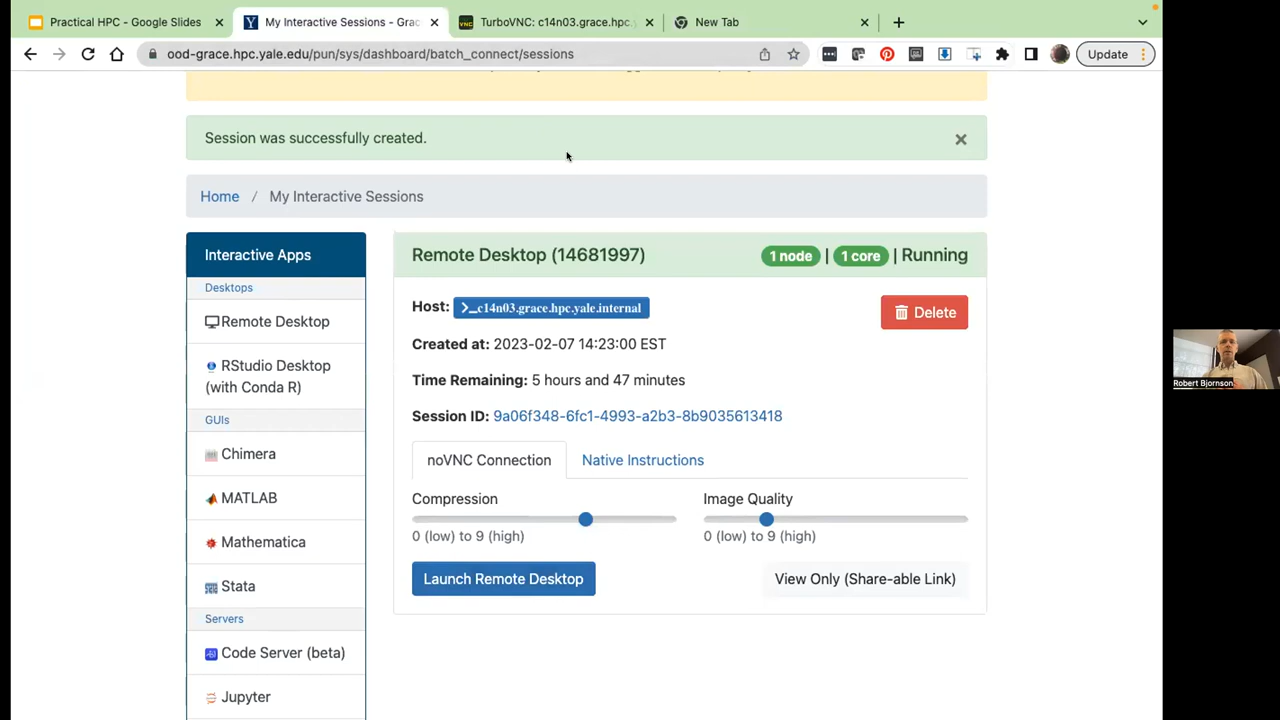 Practical HPC - Google Slides
My Interactive Sessions - Grac
TurboVNC: c14n03.grace.hpc.
New Tab
ood-grace.hpc.yale.edu/pun/sys/dashboard/batch_connect/sessions
Update
Session was successfully created.
Home / My Interactive Sessions
Interactive Apps
Desktops
Remote Desktop
RStudio Desktop
(with Conda R)
GUIs
Chimera
MATLAB
Mathematica
Stata
Servers
Code Server (beta)
Jupyter
Remote Desktop (14681997)
1 node | 1 core | Running
Host: >_c14n03.grace.hpc.yale.internal
Delete
Created at: 2023-02-07 14:23:00 EST
Time Remaining: 5 hours and 47 minutes
Session ID: 9a06f348-6fc1-4993-a2b3-8b9035613418
noVNC Connection
Native Instructions
Compression
Image Quality
0 (low) to 9 (high)
0 (low) to 9 (high)
Launch Remote Desktop
View Only (Share-able Link)
Robert Bjornson